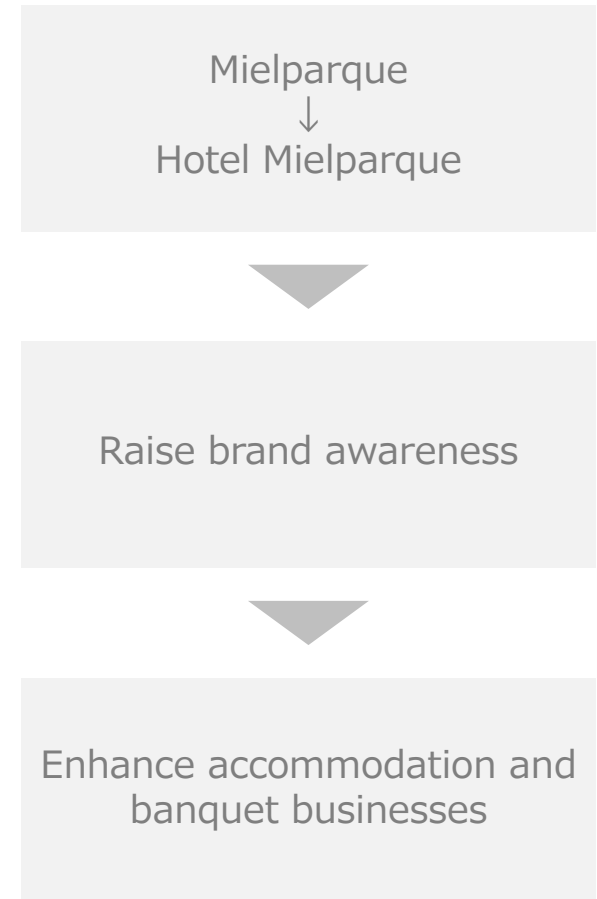 Mielparque
↓
Hotel Mielparque
Raise brand awareness
Enhance accommodation and
banquet businesses